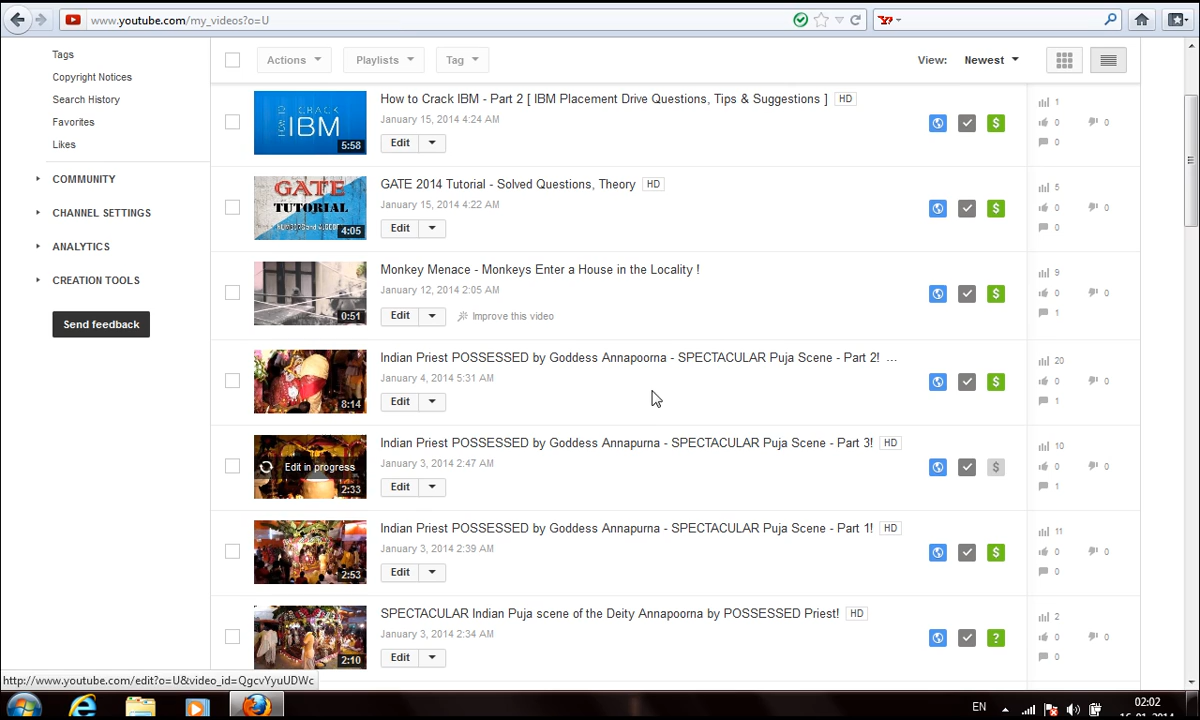 www.youtube.com/my_videos?o=U
Tags
Copyright Notices
Search History
Favorites
Likes
COMMUNITY
CHANNEL SETTINGS
ANALYTICS
CREATION TOOLS
Send feedback
Actions Playlists Tag View: Newest
IBM
5:58
How to Crack IBM - Part 2 [ IBM Placement Drive Questions, Tips & Suggestions ] HD
January 15, 2014 4:24 AM
Edit
$
1
0 0
0
GATE
TUTORIAL
4:05
GATE 2014 Tutorial - Solved Questions, Theory HD
January 15, 2014 4:22 AM
Edit
$
5
0 0
0
0:51
Monkey Menace - Monkeys Enter a House in the Locality !
January 12, 2014 2:05 AM
Edit Improve this video
$
9
0 0
1
8:14
Indian Priest POSSESSED by Goddess Annapoorna - SPECTACULAR Puja Scene - Part 2! ...
January 4, 2014 5:31 AM
Edit
$
20
0 0
1
Edit in progress
2:33
Indian Priest POSSESSED by Goddess Annapurna - SPECTACULAR Puja Scene - Part 3! HD
January 3, 2014 2:47 AM
Edit
$
10
0 0
1
2:53
Indian Priest POSSESSED by Goddess Annapurna - SPECTACULAR Puja Scene - Part 1! HD
January 3, 2014 2:39 AM
Edit
$
11
0 0
0
2:10
SPECTACULAR Indian Puja scene of the Deity Annapoorna by POSSESSED Priest! HD
January 3, 2014 2:34 AM
Edit
?
2
0 0
0
http://www.youtube.com/edit?o=U&video_id=QgcvYyuUDWc
EN
02:02